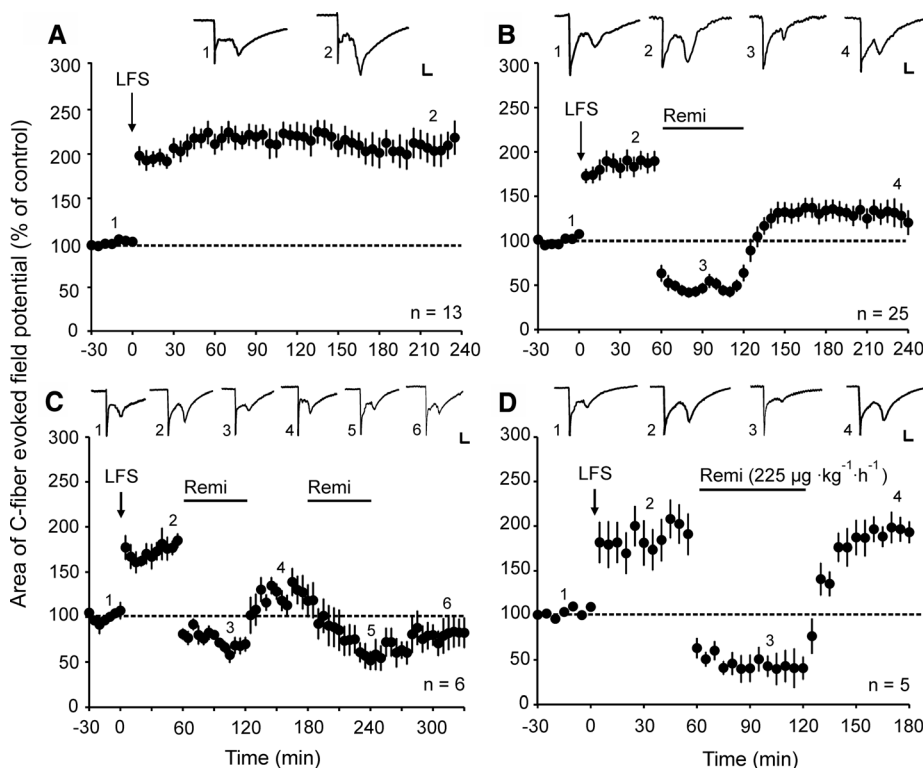 Area of C-fiber evoked field potential (% of control)
A
1
2
300
250
200
150
100
50
0
LFS
1
2
n = 13
-30 0 30 60 90 120 150 180 210 240
B
1
2
3
4
300
250
200
150
100
50
0
LFS
Remi
1
2
3
4
n = 25
-30 0 30 60 90 120 150 180 210 240
C
1
2
3
4
5
6
300
250
200
150
100
50
0
LFS
Remi
Remi
1
2
3
4
5
6
n = 6
-30 0 60 120 180 240 300
Time (min)
D
1
2
3
4
300
250
200
150
100
50
0
LFS
Remi (225 µg ·kg⁻¹·h⁻¹)
1
2
3
4
n = 5
-30 0 30 60 90 120 150 180
Time (min)